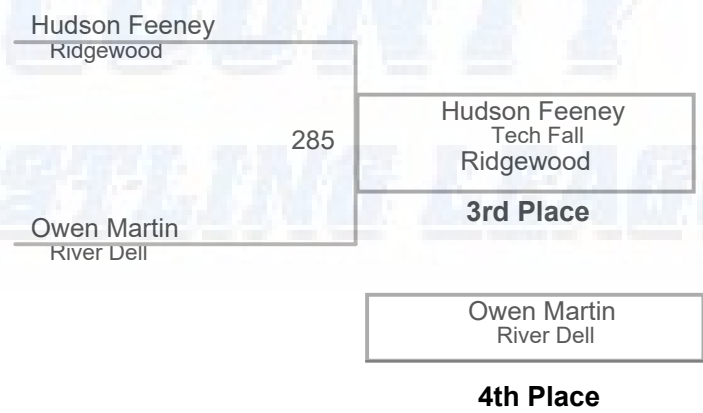 Hudson Feeney
Ridgewood
285
Hudson Feeney
Tech Fall
Ridgewood
3rd Place
Owen Martin
River Dell
Owen Martin
River Dell
4th Place